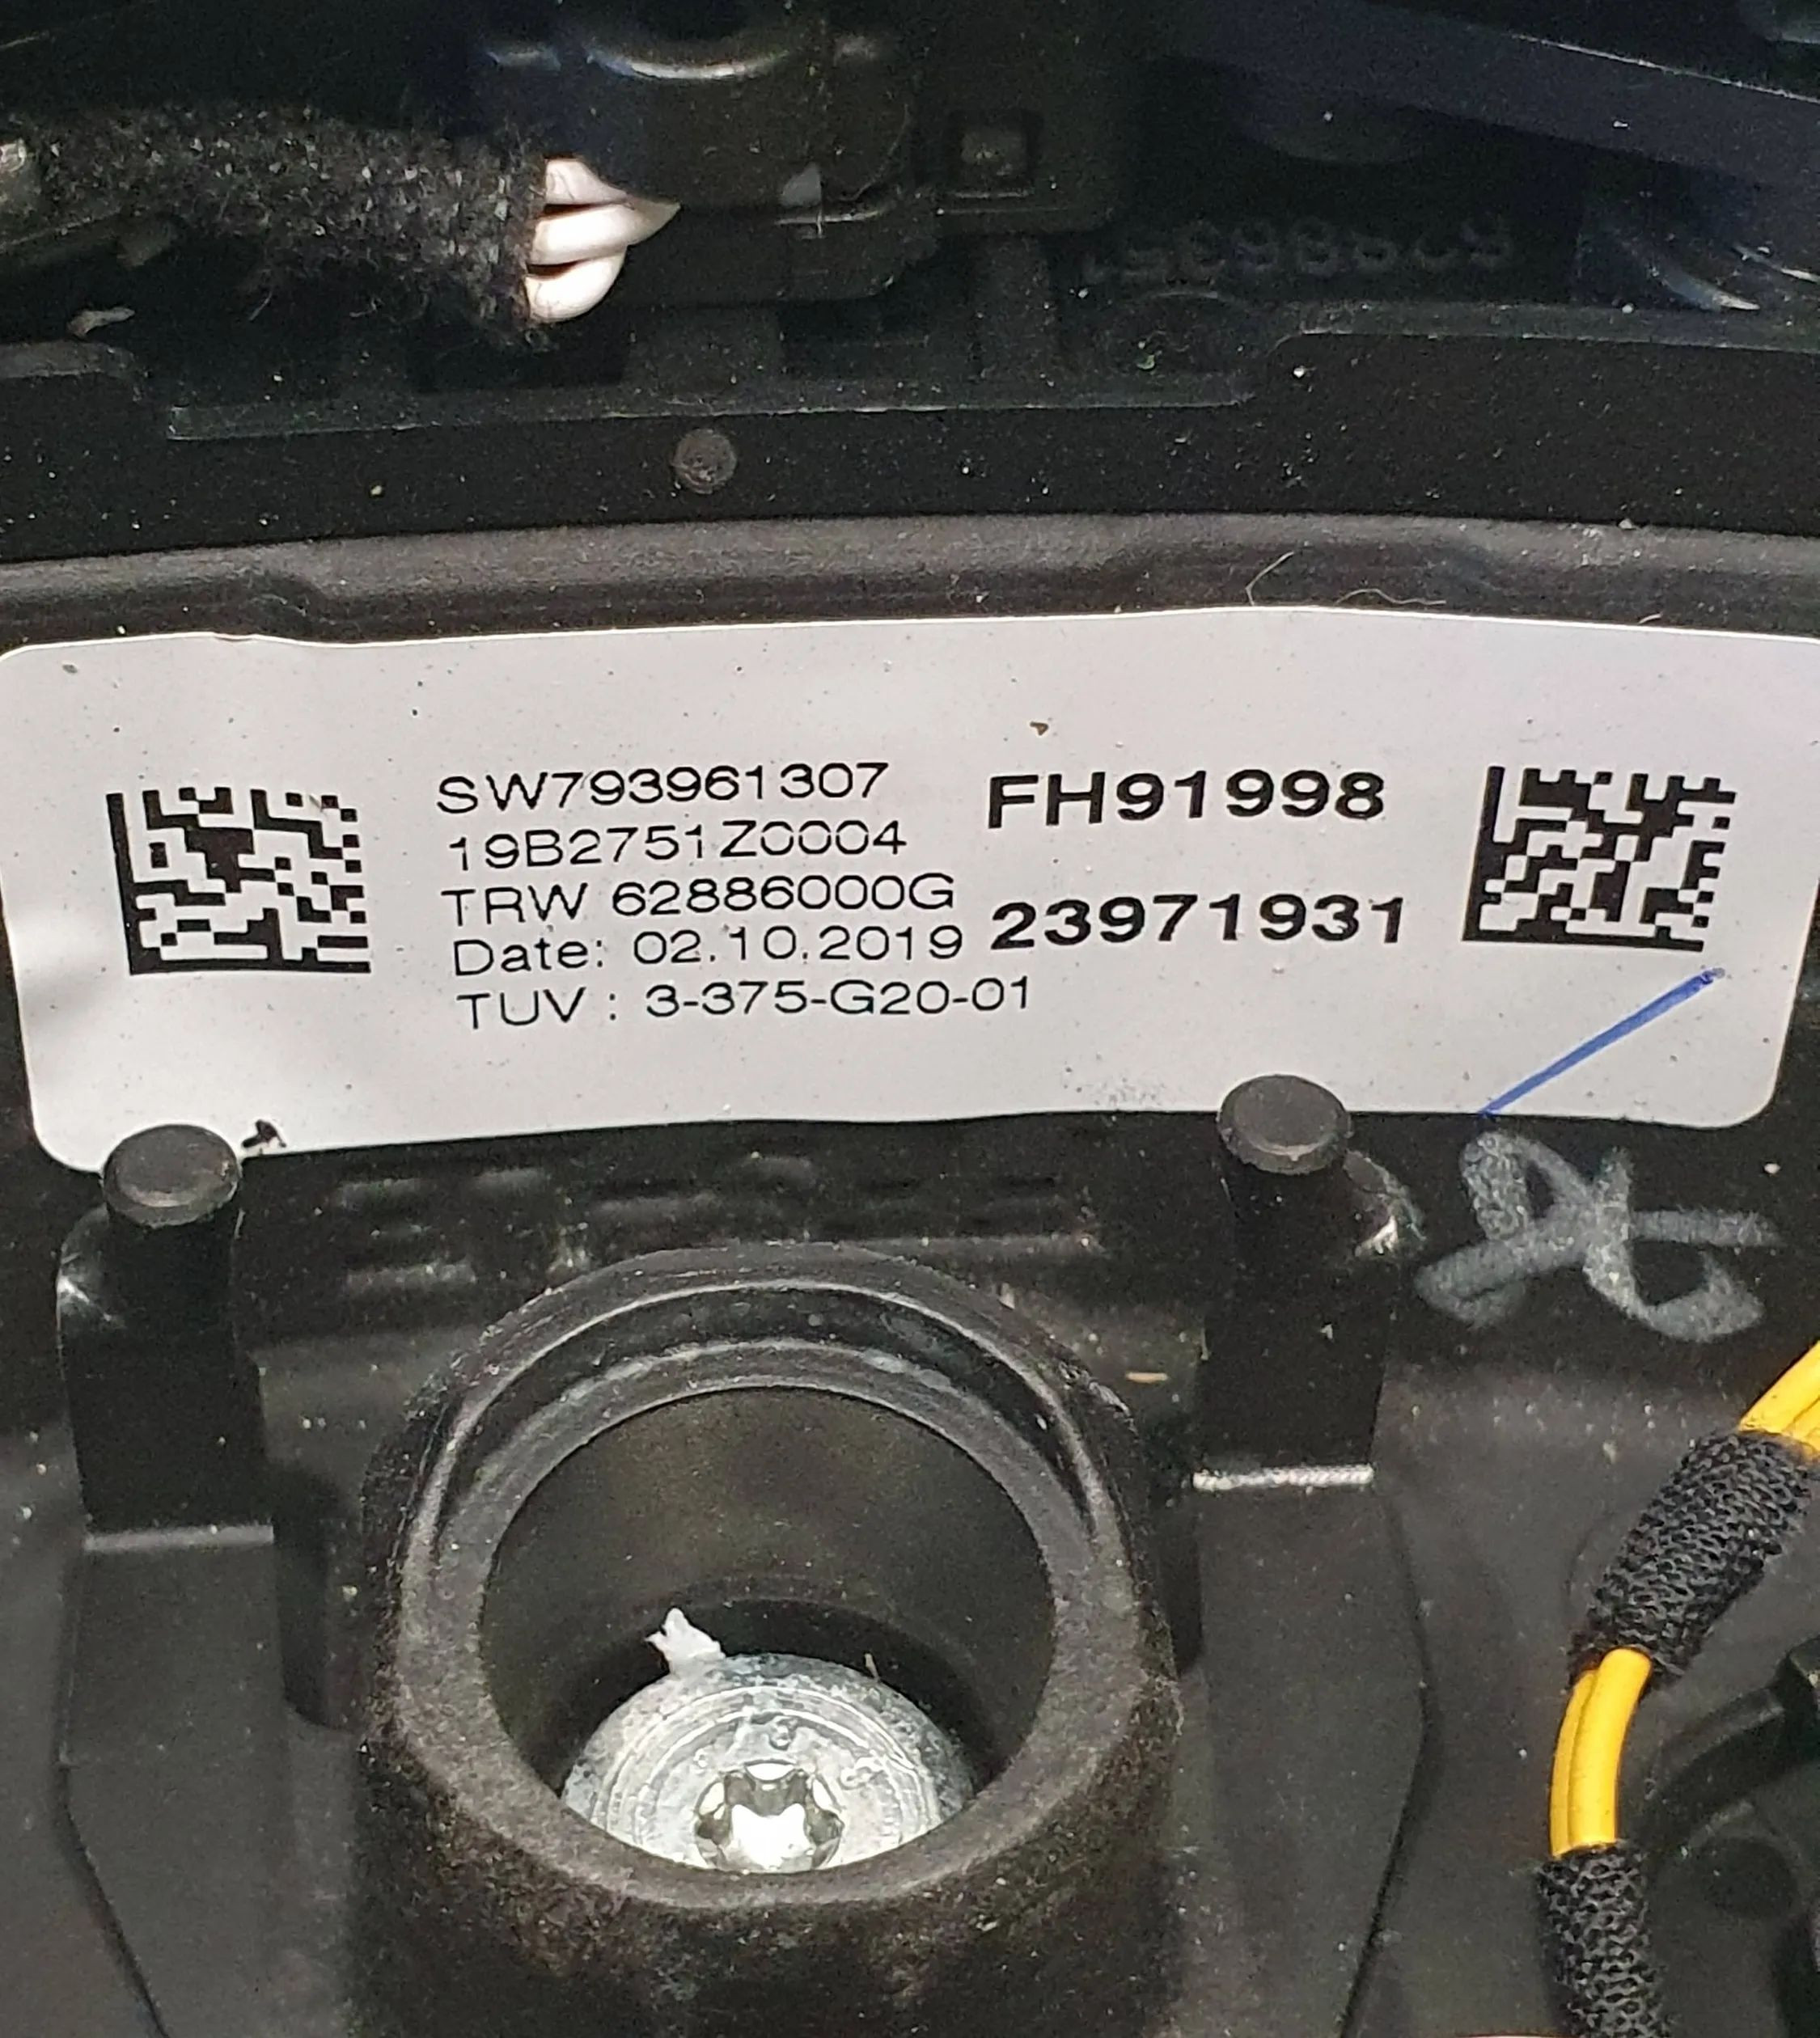 SW793961307
19B2751Z0004
TRW 62886000G
Date: 02.10.2019
TUV : 3-375-G20-01
FH91998
23971931